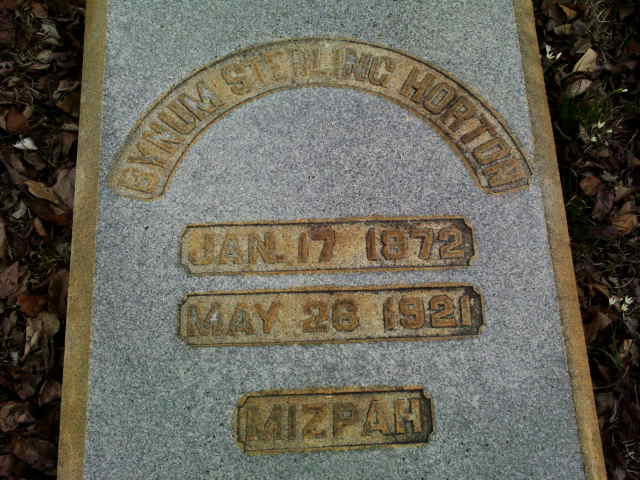 BYNUM STERLING HORTON
JAN. 17 1872
MAY 26 1921
MIZPAH